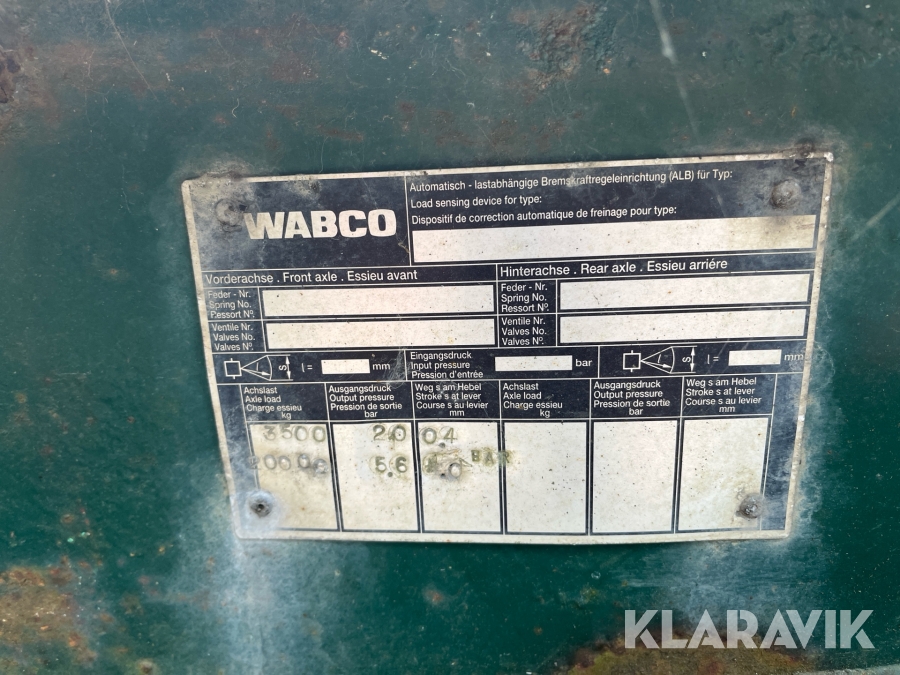 WABCO
Automatisch - lastabhängige Bremskraftregeleinrichtung (ALB) für Typ:
Load sensing device for type:
Dispositif de correction automatique de freinage pour type:
Vorderachse . Front axle . Essieu avant
Hinterachse . Rear axle . Essieu arriére
Feder - Nr.
Spring No.
Ressort Nº.
Feder - Nr.
Spring No.
Ressort Nº.
Ventile Nr.
Valves No.
Valves Nº.
Ventile Nr.
Valves No.
Valves Nº.
S l = mm
Eingangsdruck
Input pressure
Pression d'entrée
bar
S l = mm
Achslast
Axle load
Charge essieu
kg
Ausgangsdruck
Output pressure
Pression de sortie
bar
Weg s am Hebel
Stroke s at lever
Course s au levier
mm
Achslast
Axle load
Charge essieu
kg
Ausgangsdruck
Output pressure
Pression de sortie
bar
Weg s am Hebel
Stroke s at lever
Course s au levier
mm
3500 20 04
5.6
KLARAVIK